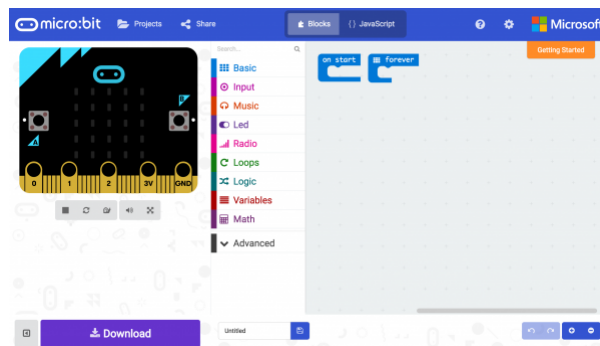 micro:bit Projects Share Blocks {} JavaScript Microsoft
Search...
Getting Started
on start forever
Basic
Input
Music
Led
Radio
Loops
Logic
Variables
Math
Advanced
B
A
0 1 2 3V GND
Download Untitled